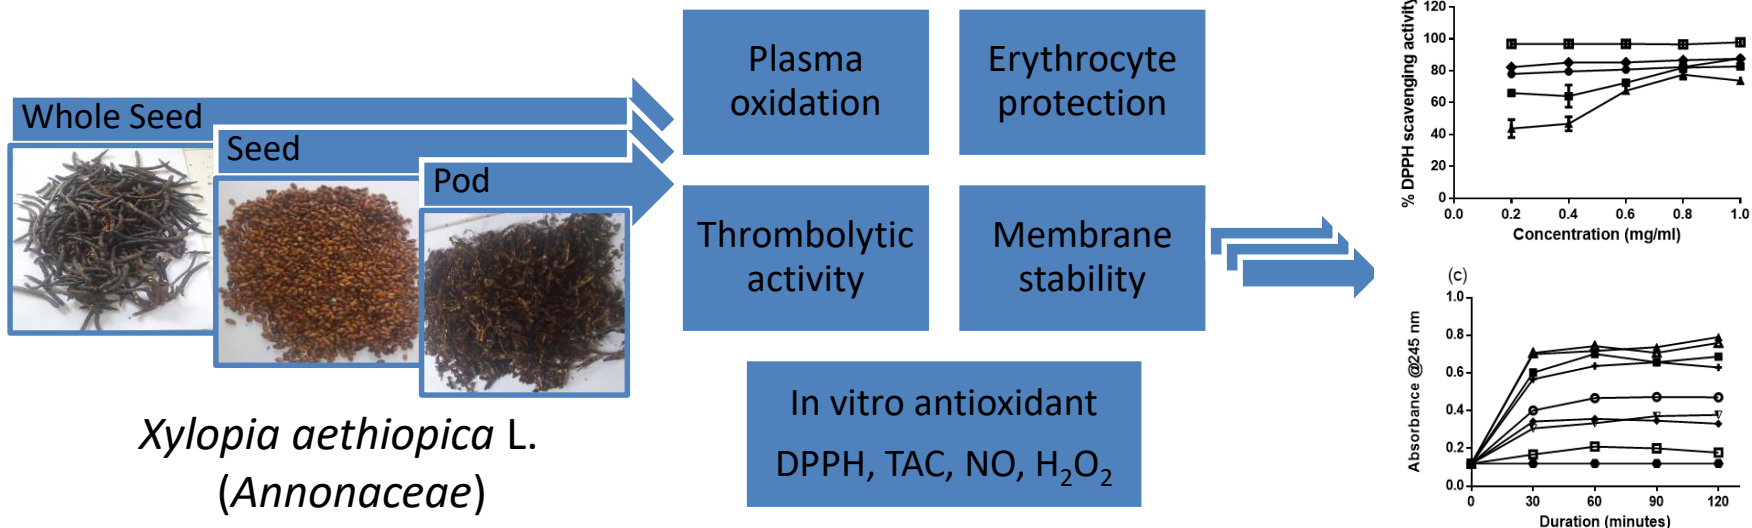 Whole Seed
Seed
Pod
Xylopia aethiopica L.
(Annonaceae)
Plasma
oxidation
Erythrocyte
protection
Thrombolytic
activity
Membrane
stability
In vitro antioxidant
DPPH, TAC, NO, H₂O₂
% DPPH scavenging activity
120
100
80
60
40
20
0
0.0 0.2 0.4 0.6 0.8 1.0
Concentration (mg/ml)
(c)
Absorbance @245 nm
1.0
0.8
0.6
0.4
0.2
0.0
0 30 60 90 120
Duration (minutes)